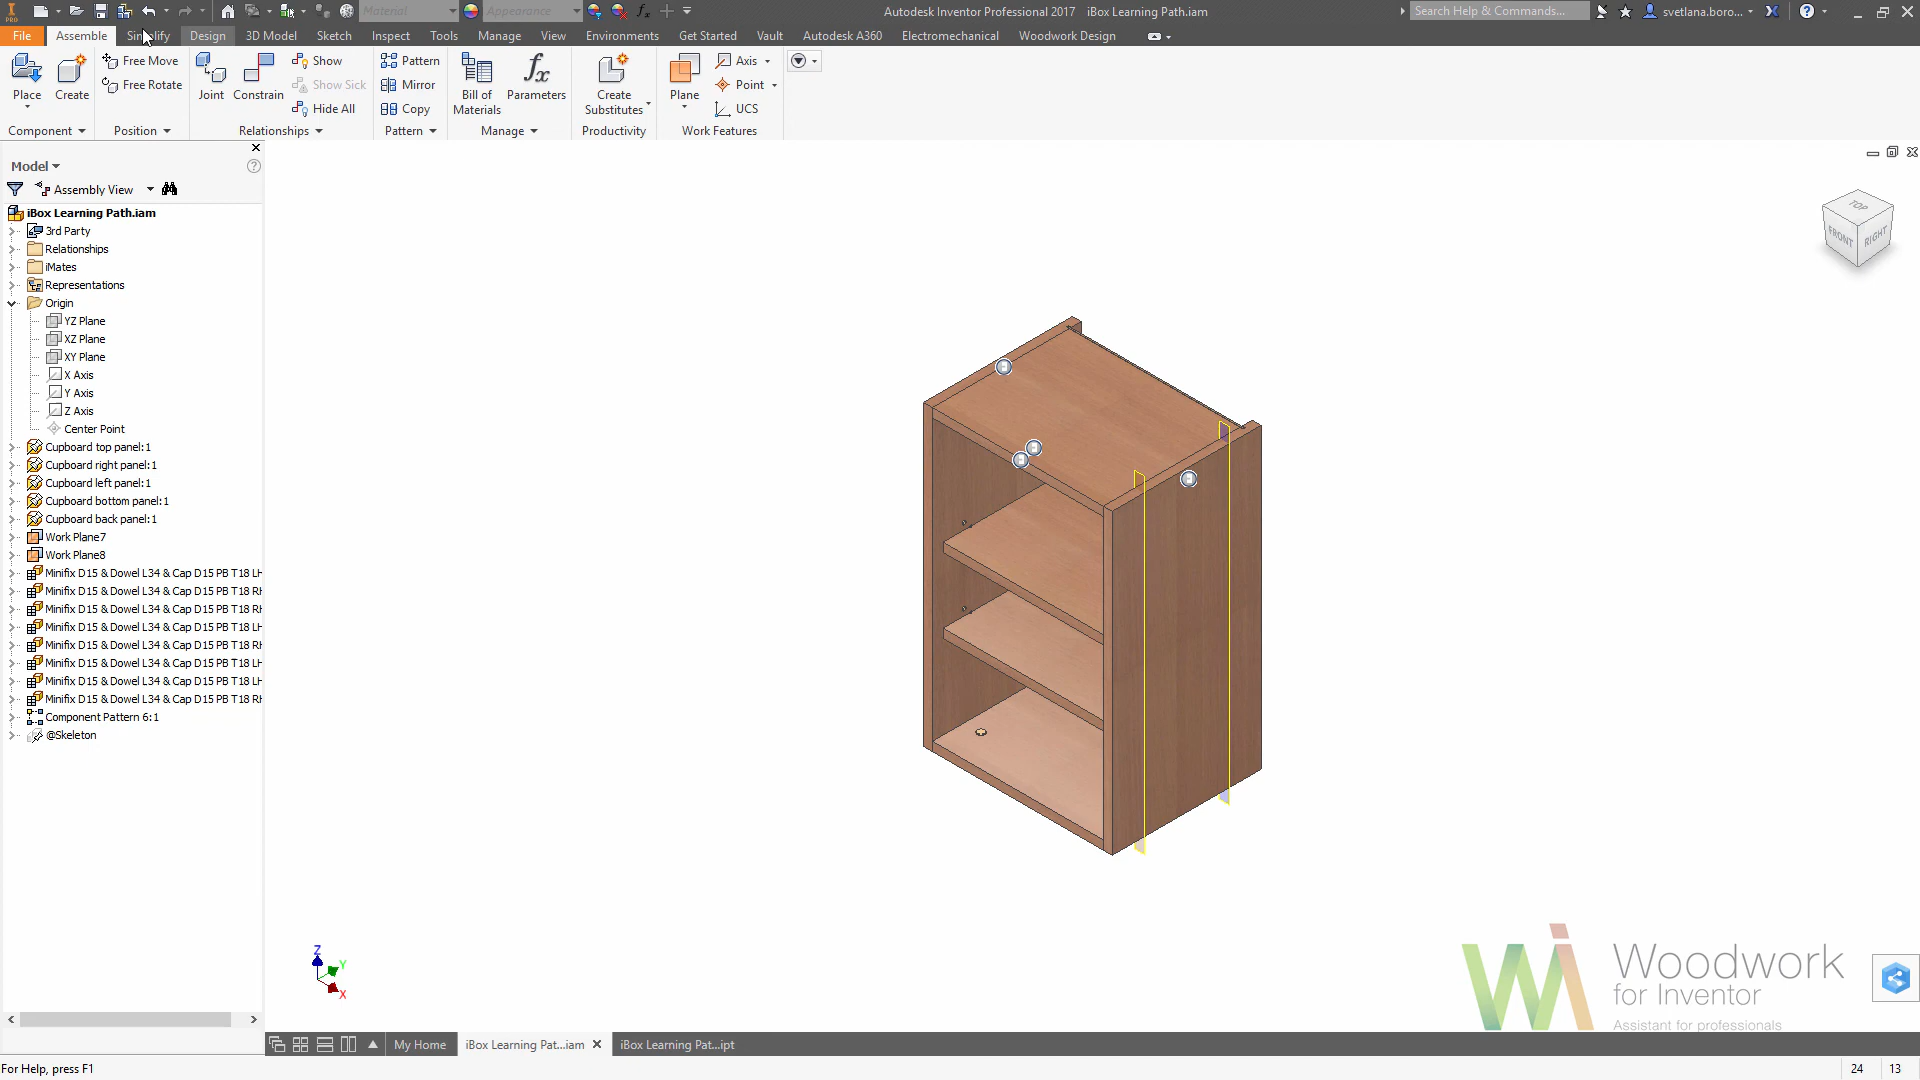 PRO
Material
Appearance
Autodesk Inventor Professional 2017 iBox Learning Path.iam
Search Help & Commands...
svetlana.boro...
File
Assemble
Simplify
Design
3D Model
Sketch
Inspect
Tools
Manage
View
Environments
Get Started
Vault
Autodesk A360
Electromechanical
Woodwork Design
Place
Create
Free Move
Free Rotate
Joint
Constrain
Show
Show Sick
Hide All
Pattern
Mirror
Copy
Bill of
Materials
fx
Parameters
Create
Substitutes
Plane
Axis
Point
UCS
Component
Position
Relationships
Pattern
Manage
Productivity
Work Features
Model
Assembly View
iBox Learning Path.iam
3rd Party
Relationships
iMates
Representations
Origin
YZ Plane
XZ Plane
XY Plane
X Axis
Y Axis
Z Axis
Center Point
Cupboard top panel:1
Cupboard right panel:1
Cupboard left panel:1
Cupboard bottom panel:1
Cupboard back panel:1
Work Plane7
Work Plane8
Minifix D15 & Dowel L34 & Cap D15 PB T18 LH
Minifix D15 & Dowel L34 & Cap D15 PB T18 RH
Minifix D15 & Dowel L34 & Cap D15 PB T18 RH
Minifix D15 & Dowel L34 & Cap D15 PB T18 LH
Minifix D15 & Dowel L34 & Cap D15 PB T18 RH
Minifix D15 & Dowel L34 & Cap D15 PB T18 LH
Minifix D15 & Dowel L34 & Cap D15 PB T18 LH
Minifix D15 & Dowel L34 & Cap D15 PB T18 RH
Component Pattern 6:1
@Skeleton
TOP
FRONT
RIGHT
Z
Y
X
Woodwork
for Inventor
Assistant for professionals
My Home
iBox Learning Pat...iam
iBox Learning Pat...ipt
For Help, press F1
24
13